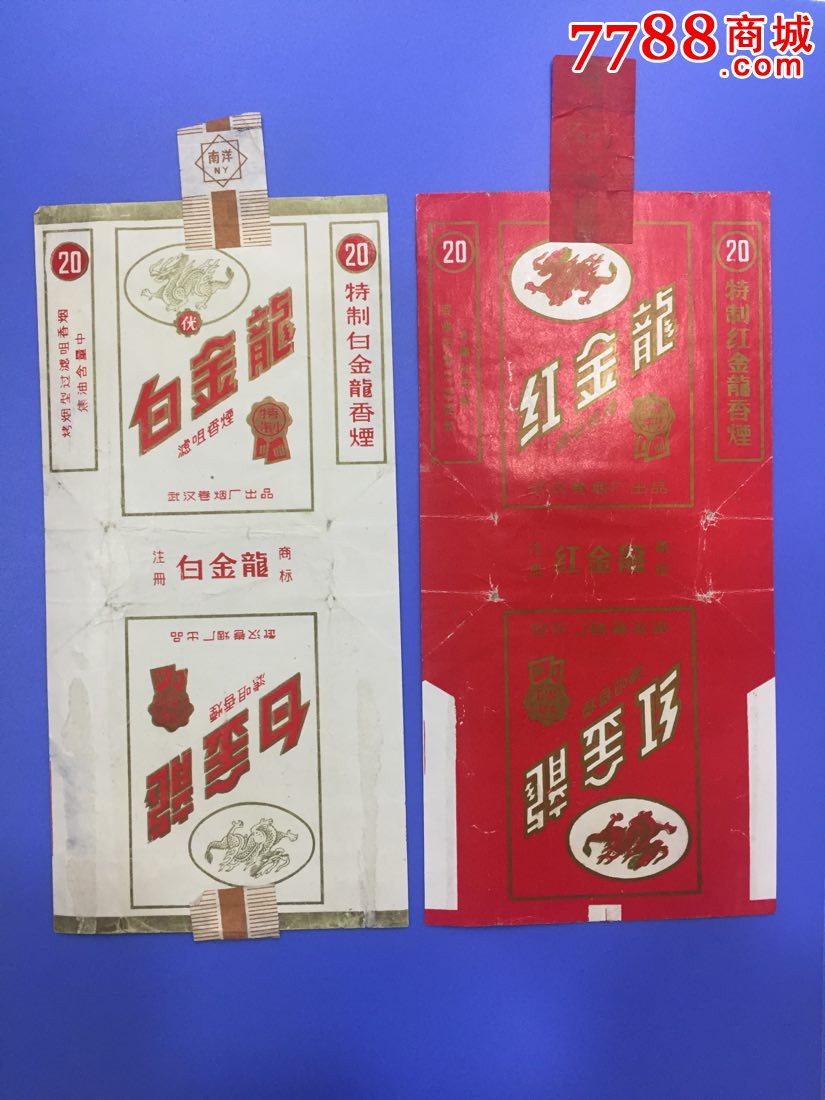 7788商城
.com
南洋
NY
20
烤烟型过滤咀香烟
焦油含量中
优
白金龍
滤咀香煙
特制
武汉卷烟厂出品
20
特制白金龍香煙
注册
白金龍
商标
武汉卷烟厂出品
滤咀香煙
白金龍
20
红金龍
特制
武汉卷烟厂出品
20
特制红金龍香煙
注册
红金龍
商标
武汉卷烟厂出品
红金龍